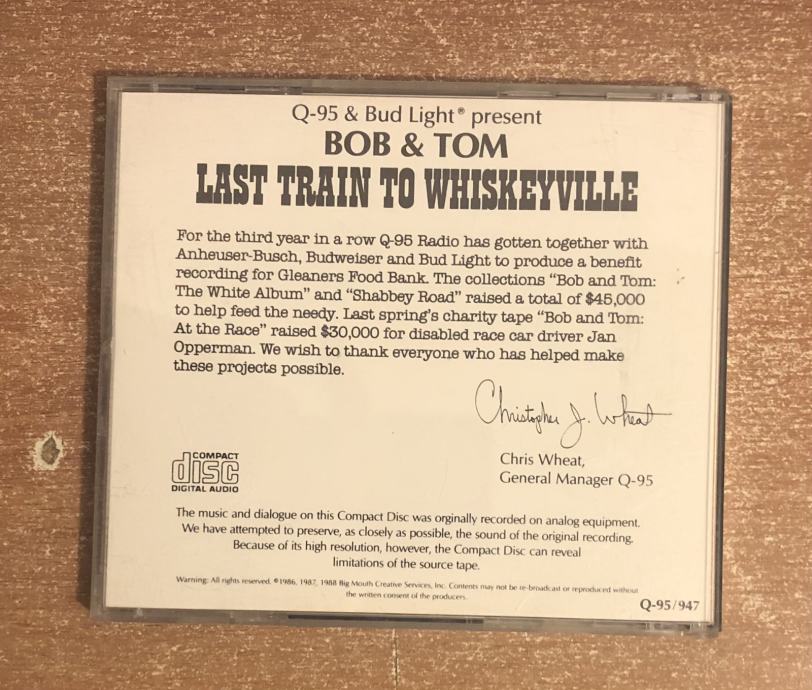 Q-95 & Bud Light® present
BOB & TOM
LAST TRAIN TO WHISKEYVILLE
For the third year in a row Q-95 Radio has gotten together with
Anheuser-Busch, Budweiser and Bud Light to produce a benefit
recording for Gleaners Food Bank. The collections “Bob and Tom:
The White Album” and “Shabbey Road” raised a total of $45,000
to help feed the needy. Last spring’s charity tape “Bob and Tom:
At the Race” raised $30,000 for disabled race car driver Jan
Opperman. We wish to thank everyone who has helped make
these projects possible.
Christopher J. Wheat
Chris Wheat,
General Manager Q-95
COMPACT
disc
DIGITAL AUDIO
The music and dialogue on this Compact Disc was orginally recorded on analog equipment.
We have attempted to preserve, as closely as possible, the sound of the original recording.
Because of its high resolution, however, the Compact Disc can reveal
limitations of the source tape.
Warning: All rights reserved. ©1986, 1987, 1988 Big Mouth Creative Services, Inc. Contents may not be re-broadcast or reproduced without
the written consent of the producers.
Q-95/947